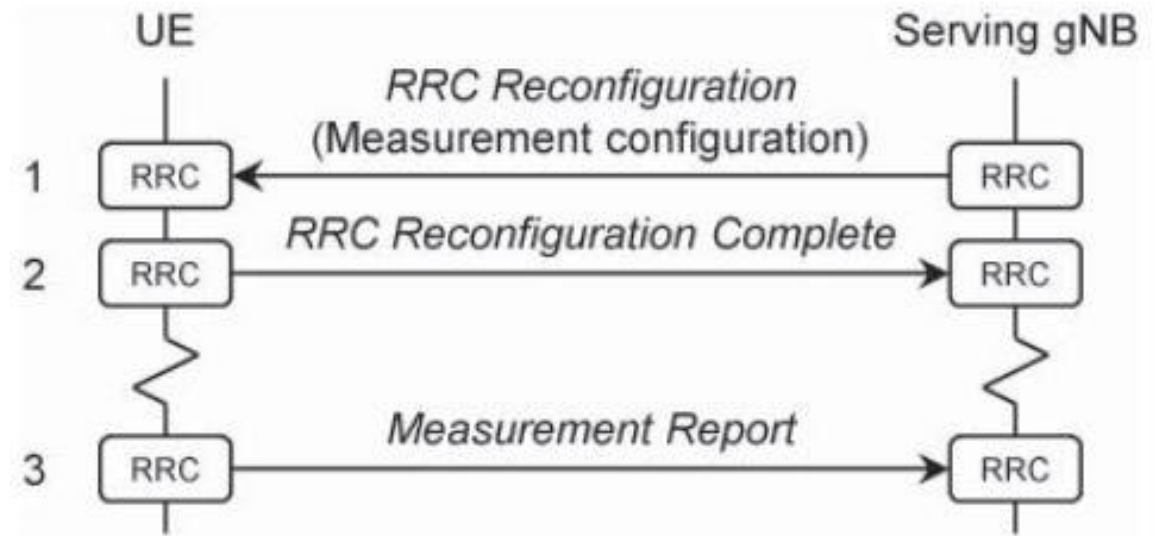 UE
Serving gNB
RRC Reconfiguration
(Measurement configuration)
1
RRC
RRC
RRC Reconfiguration Complete
2
RRC
RRC
Measurement Report
3
RRC
RRC